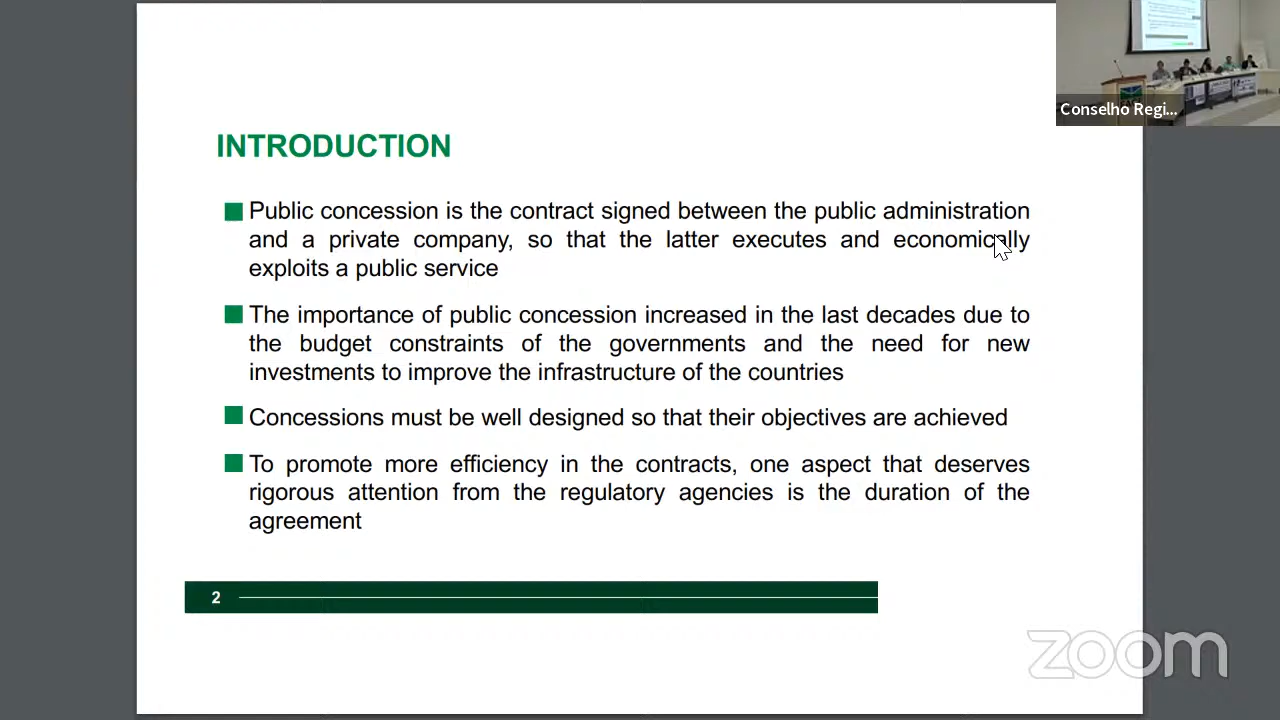 Conselho Regi...
INTRODUCTION
Public concession is the contract signed between the public administration
and a private company, so that the latter executes and economically
exploits a public service
The importance of public concession increased in the last decades due to
the budget constraints of the governments and the need for new
investments to improve the infrastructure of the countries
Concessions must be well designed so that their objectives are achieved
To promote more efficiency in the contracts, one aspect that deserves
rigorous attention from the regulatory agencies is the duration of the
agreement
2
zoom